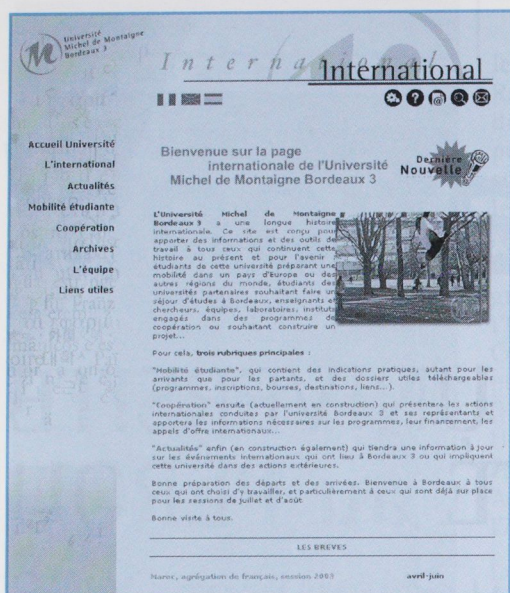 Université
Michel de Montaigne
Bordeaux 3
International
International
Accueil Université
L'international
Actualités
Mobilité étudiante
Coopération
Archives
L'équipe
Liens utiles
Bienvenue sur la page
internationale de l'Université
Michel de Montaigne Bordeaux 3
Dernière
Nouvelle
L'Université Michel de Montaigne
Bordeaux 3 a une longue histoire
internationale. Ce site est conçu pour
apporter des informations et des outils de
travail à tous ceux qui continuent cette
histoire au présent et pour l'avenir :
étudiants de cette université préparant une
mobilité dans un pays d'Europe ou des
autres régions du monde, étudiants des
universités partenaires souhaitant faire un
séjour d'études à Bordeaux, enseignants et
chercheurs, équipes, laboratoires, instituts
engagés dans des programmes de
coopération ou souhaitant construire un
projet...
Pour cela, trois rubriques principales :
"Mobilité étudiante", qui contient des indications pratiques, autant pour les
arrivants que pour les partants, et des dossiers utiles téléchargeables
(programmes, inscriptions, bourses, destinations, liens...).
"Coopération" ensuite (actuellement en construction) qui présentera les actions
internationales conduites par l'université Bordeaux 3 et ses représentants et
apportera les informations nécessaires sur les programmes, leur financement, les
appels d'offre internationaux...
"Actualités" enfin (en construction également) qui tiendra une information à jour
sur les évènements internationaux qui ont lieu à Bordeaux 3 ou qui impliquent
cette université dans des actions extérieures.
Bonne préparation des départs et des arrivées. Bienvenue à Bordeaux à tous
ceux qui ont choisi d'y travailler, et particulièrement à ceux qui sont déjà sur place
pour les sessions de juillet et d'août
Bonne visite à tous.
LES BREVES
Maroc, agrégation de français, session 2003
avril-juin